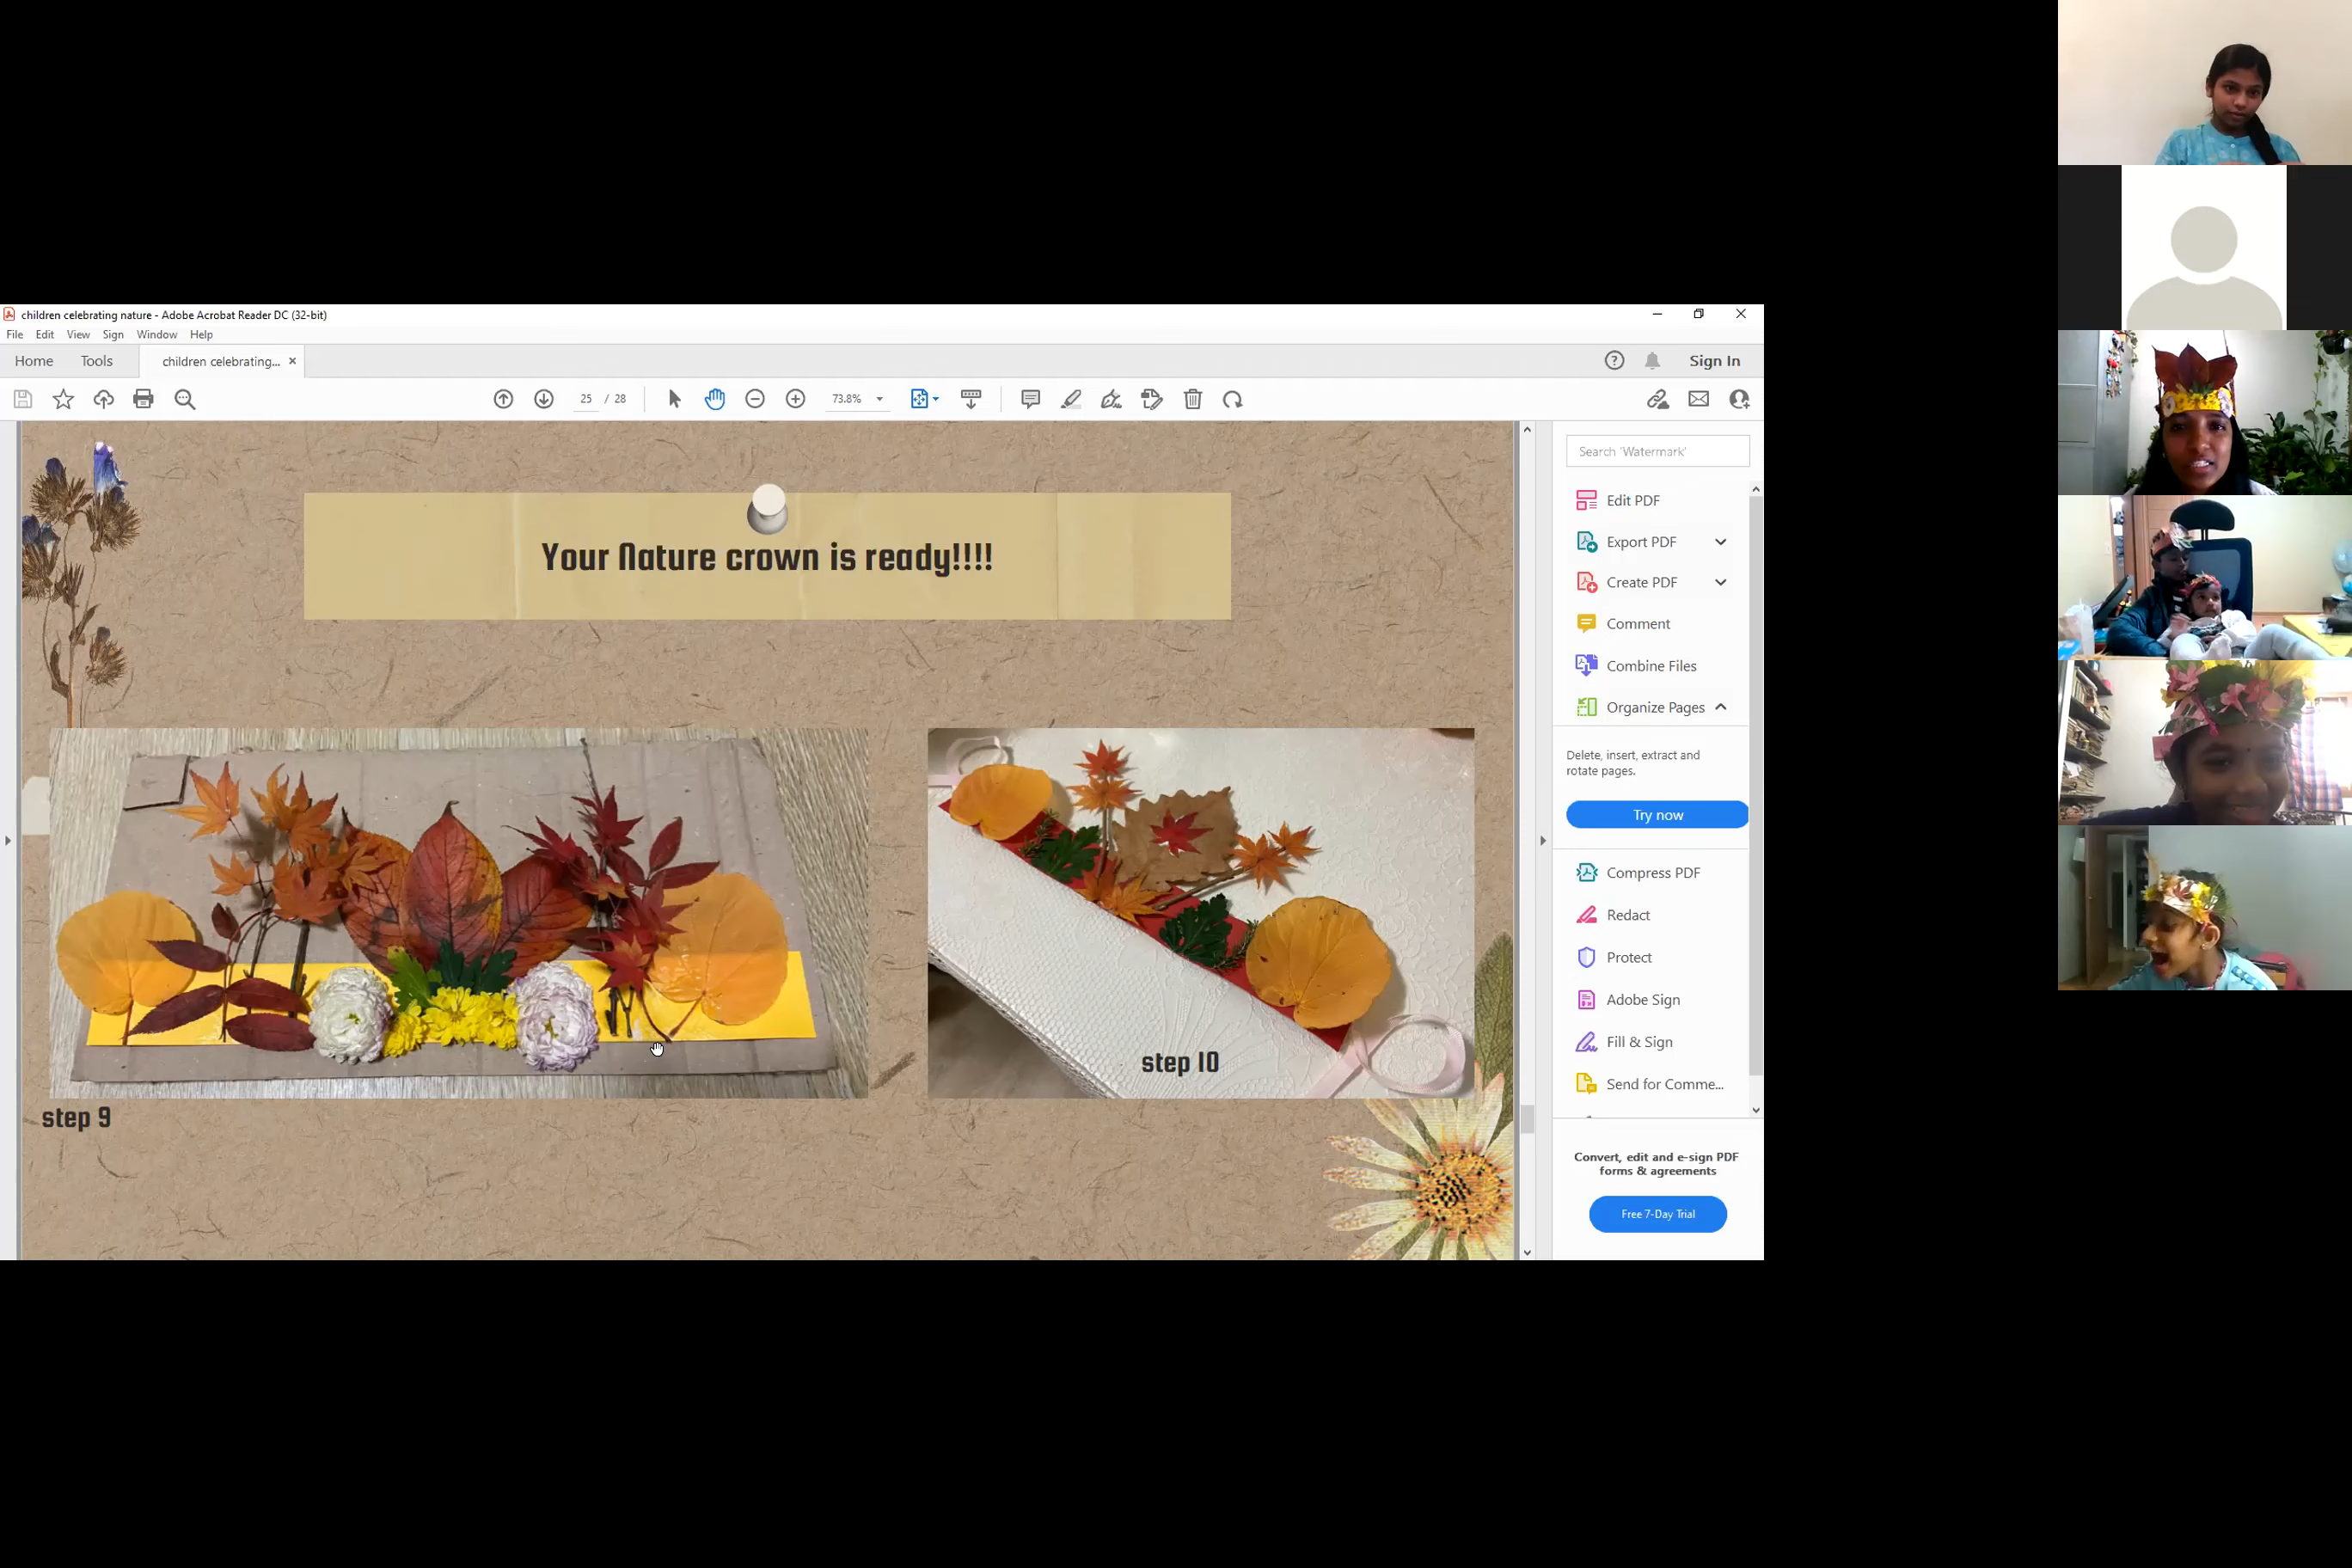 children celebrating nature - Adobe Acrobat Reader DC (32-bit)
File Edit View Sign Window Help
Home Tools children celebrating... × Sign In
25 / 28 73.8%
Search 'Watermark'
Your Nature crown is ready!!!!
Edit PDF
Export PDF
Create PDF
Comment
Combine Files
Organize Pages
Delete, insert, extract and
rotate pages.
Try now
Compress PDF
Redact
Protect
Adobe Sign
Fill & Sign
Send for Comme...
step 10
step 9
Convert, edit and e-sign PDF
forms & agreements
Free 7-Day Trial